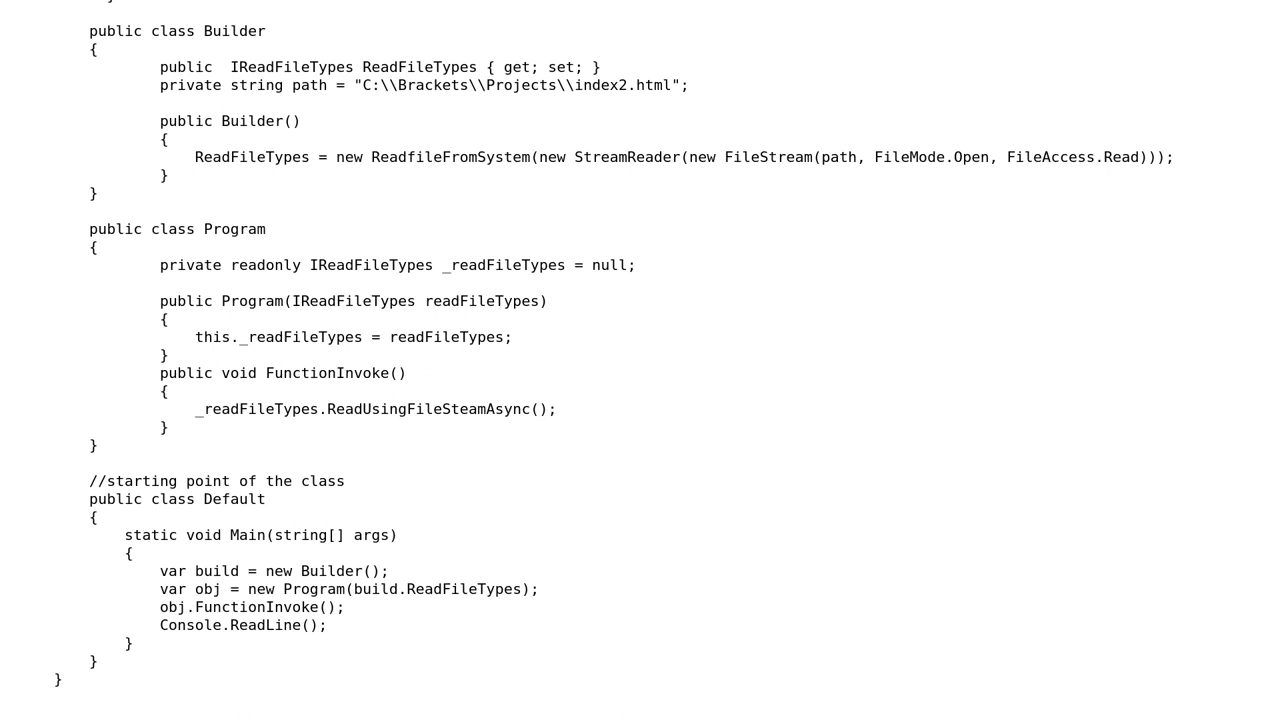 public class Builder
{
public  IReadFileTypes ReadFileTypes { get; set; }
private string path = "C:\\Brackets\\Projects\\index2.html";
public Builder()
{
ReadFileTypes = new ReadfileFromSystem(new StreamReader(new FileStream(path, FileMode.Open, FileAccess.Read)));
}
}
public class Program
{
private readonly IReadFileTypes _readFileTypes = null;
public Program(IReadFileTypes readFileTypes)
{
this._readFileTypes = readFileTypes;
}
public void FunctionInvoke()
{
_readFileTypes.ReadUsingFileSteamAsync();
}
}
//starting point of the class
public class Default
{
static void Main(string[] args)
{
var build = new Builder();
var obj = new Program(build.ReadFileTypes);
obj.FunctionInvoke();
Console.ReadLine();
}
}
}